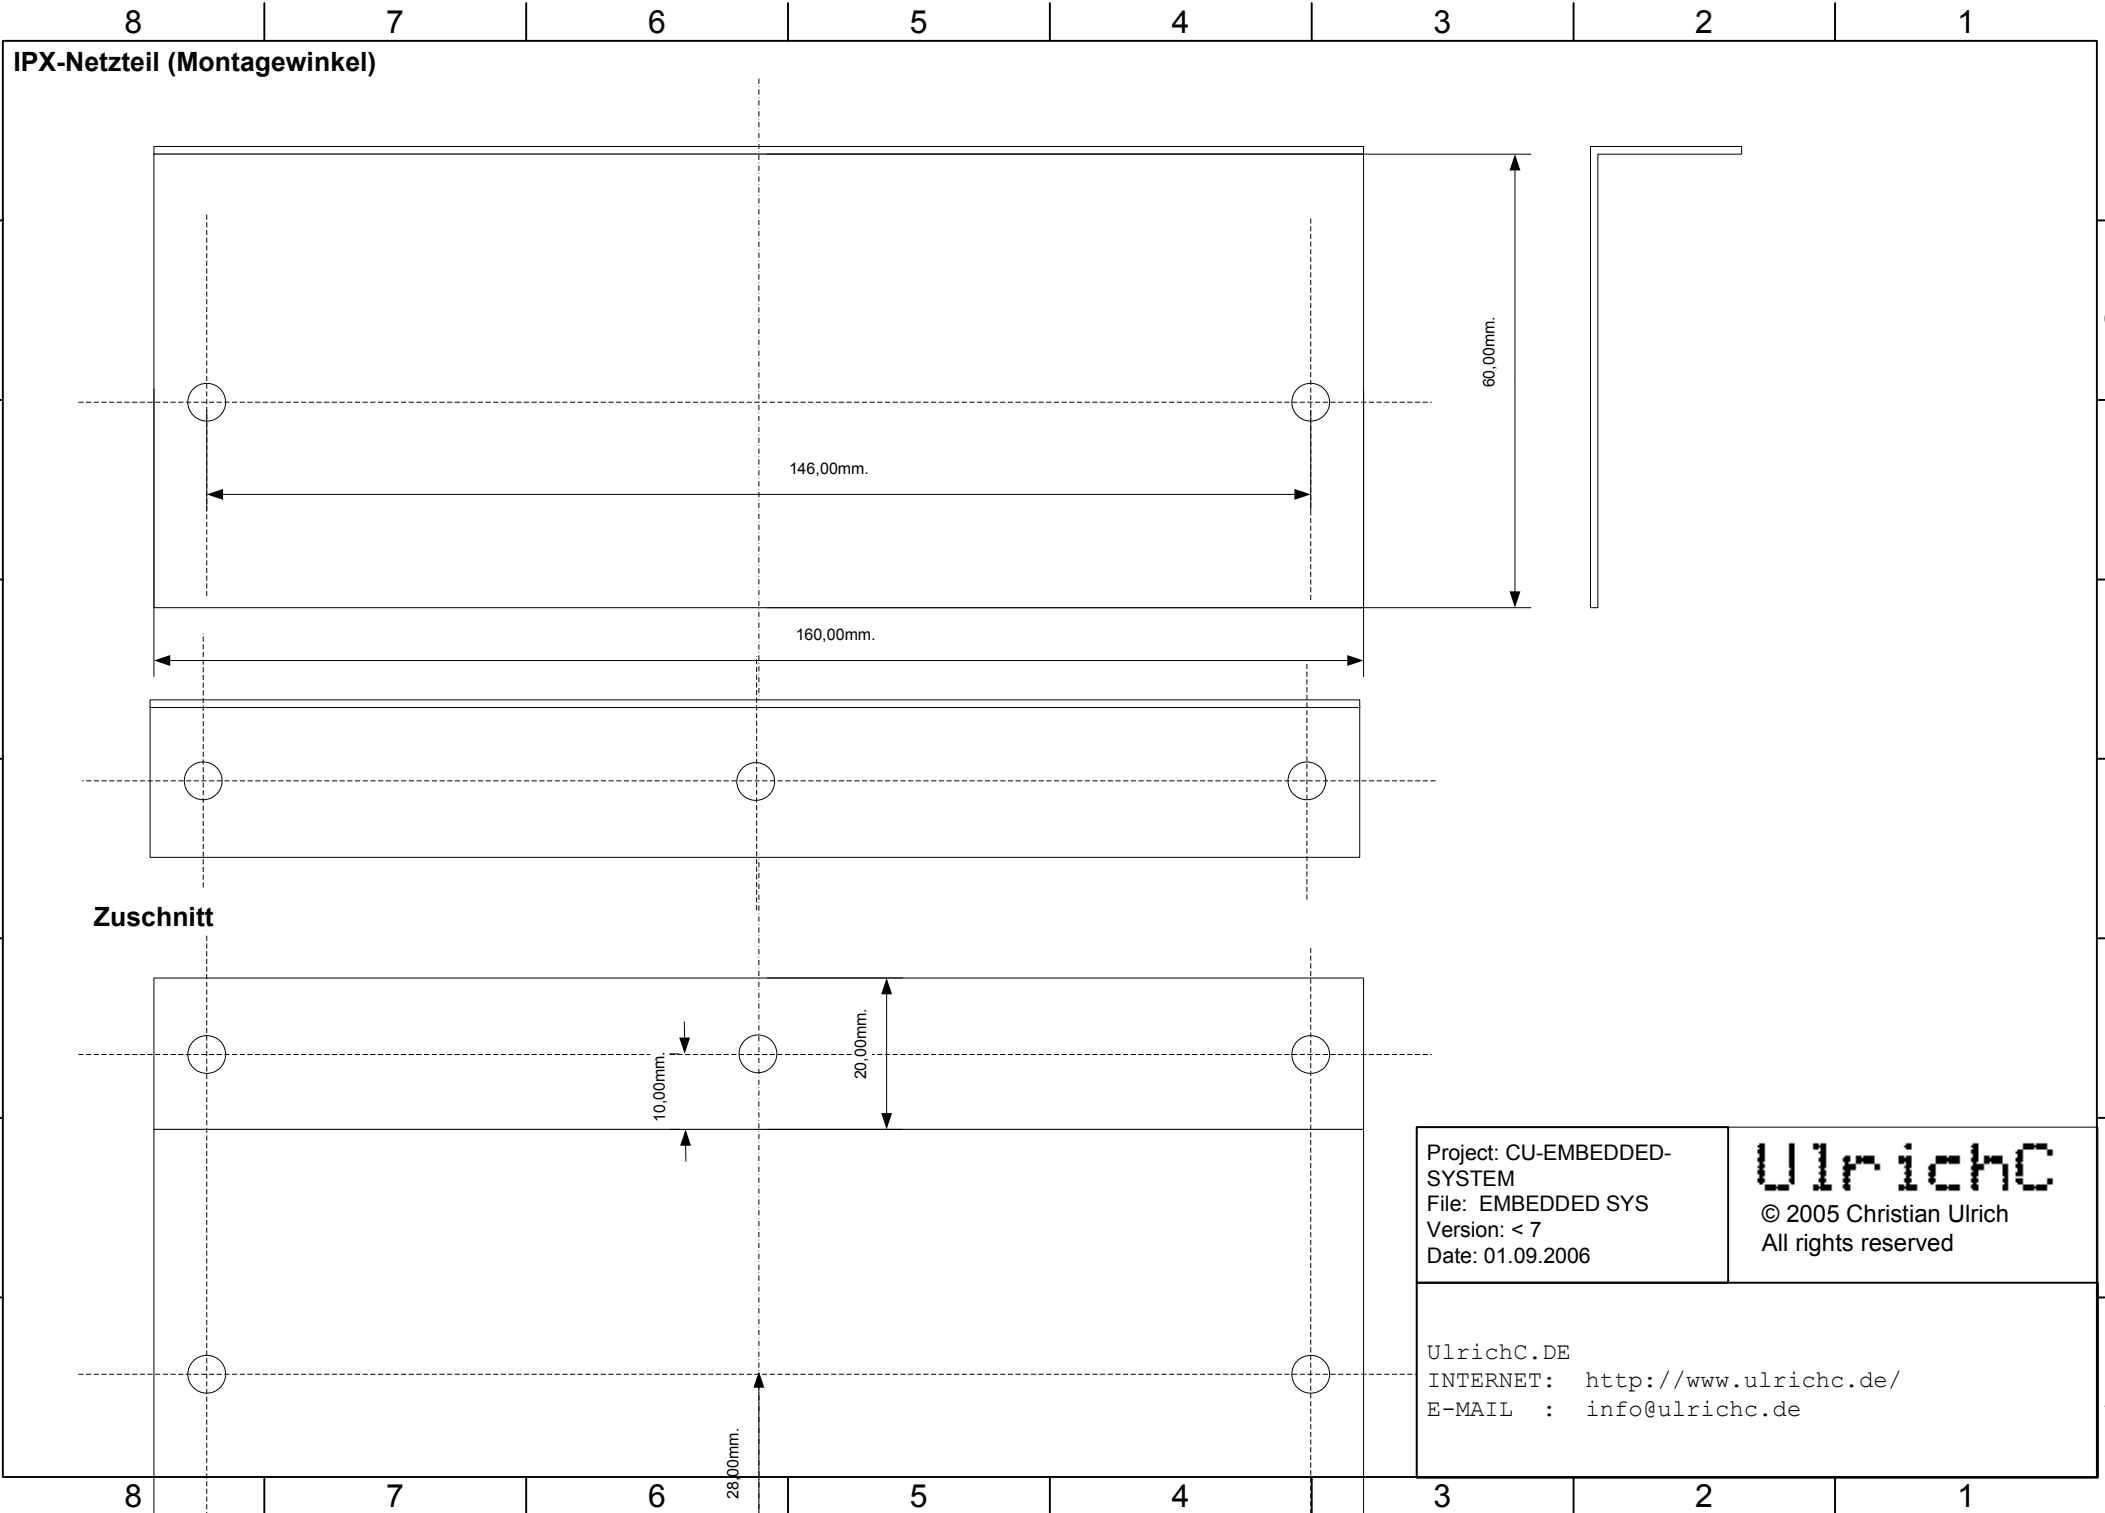 8 7 6 5 4 3 2 1
IPX-Netzteil (Montagewinkel)
60,00mm.
146,00mm.
160,00mm.
Zuschnitt
20,00mm.
10,00mm.
28,00mm.
Project: CU-EMBEDDED-
SYSTEM
File: EMBEDDED SYS
Version: < 7
Date: 01.09.2006
UlrichC
© 2005 Christian Ulrich
All rights reserved
UlrichC.DE
INTERNET: http://www.ulrichc.de/
E-MAIL : info@ulrichc.de
8 7 6 5 4 3 2 1